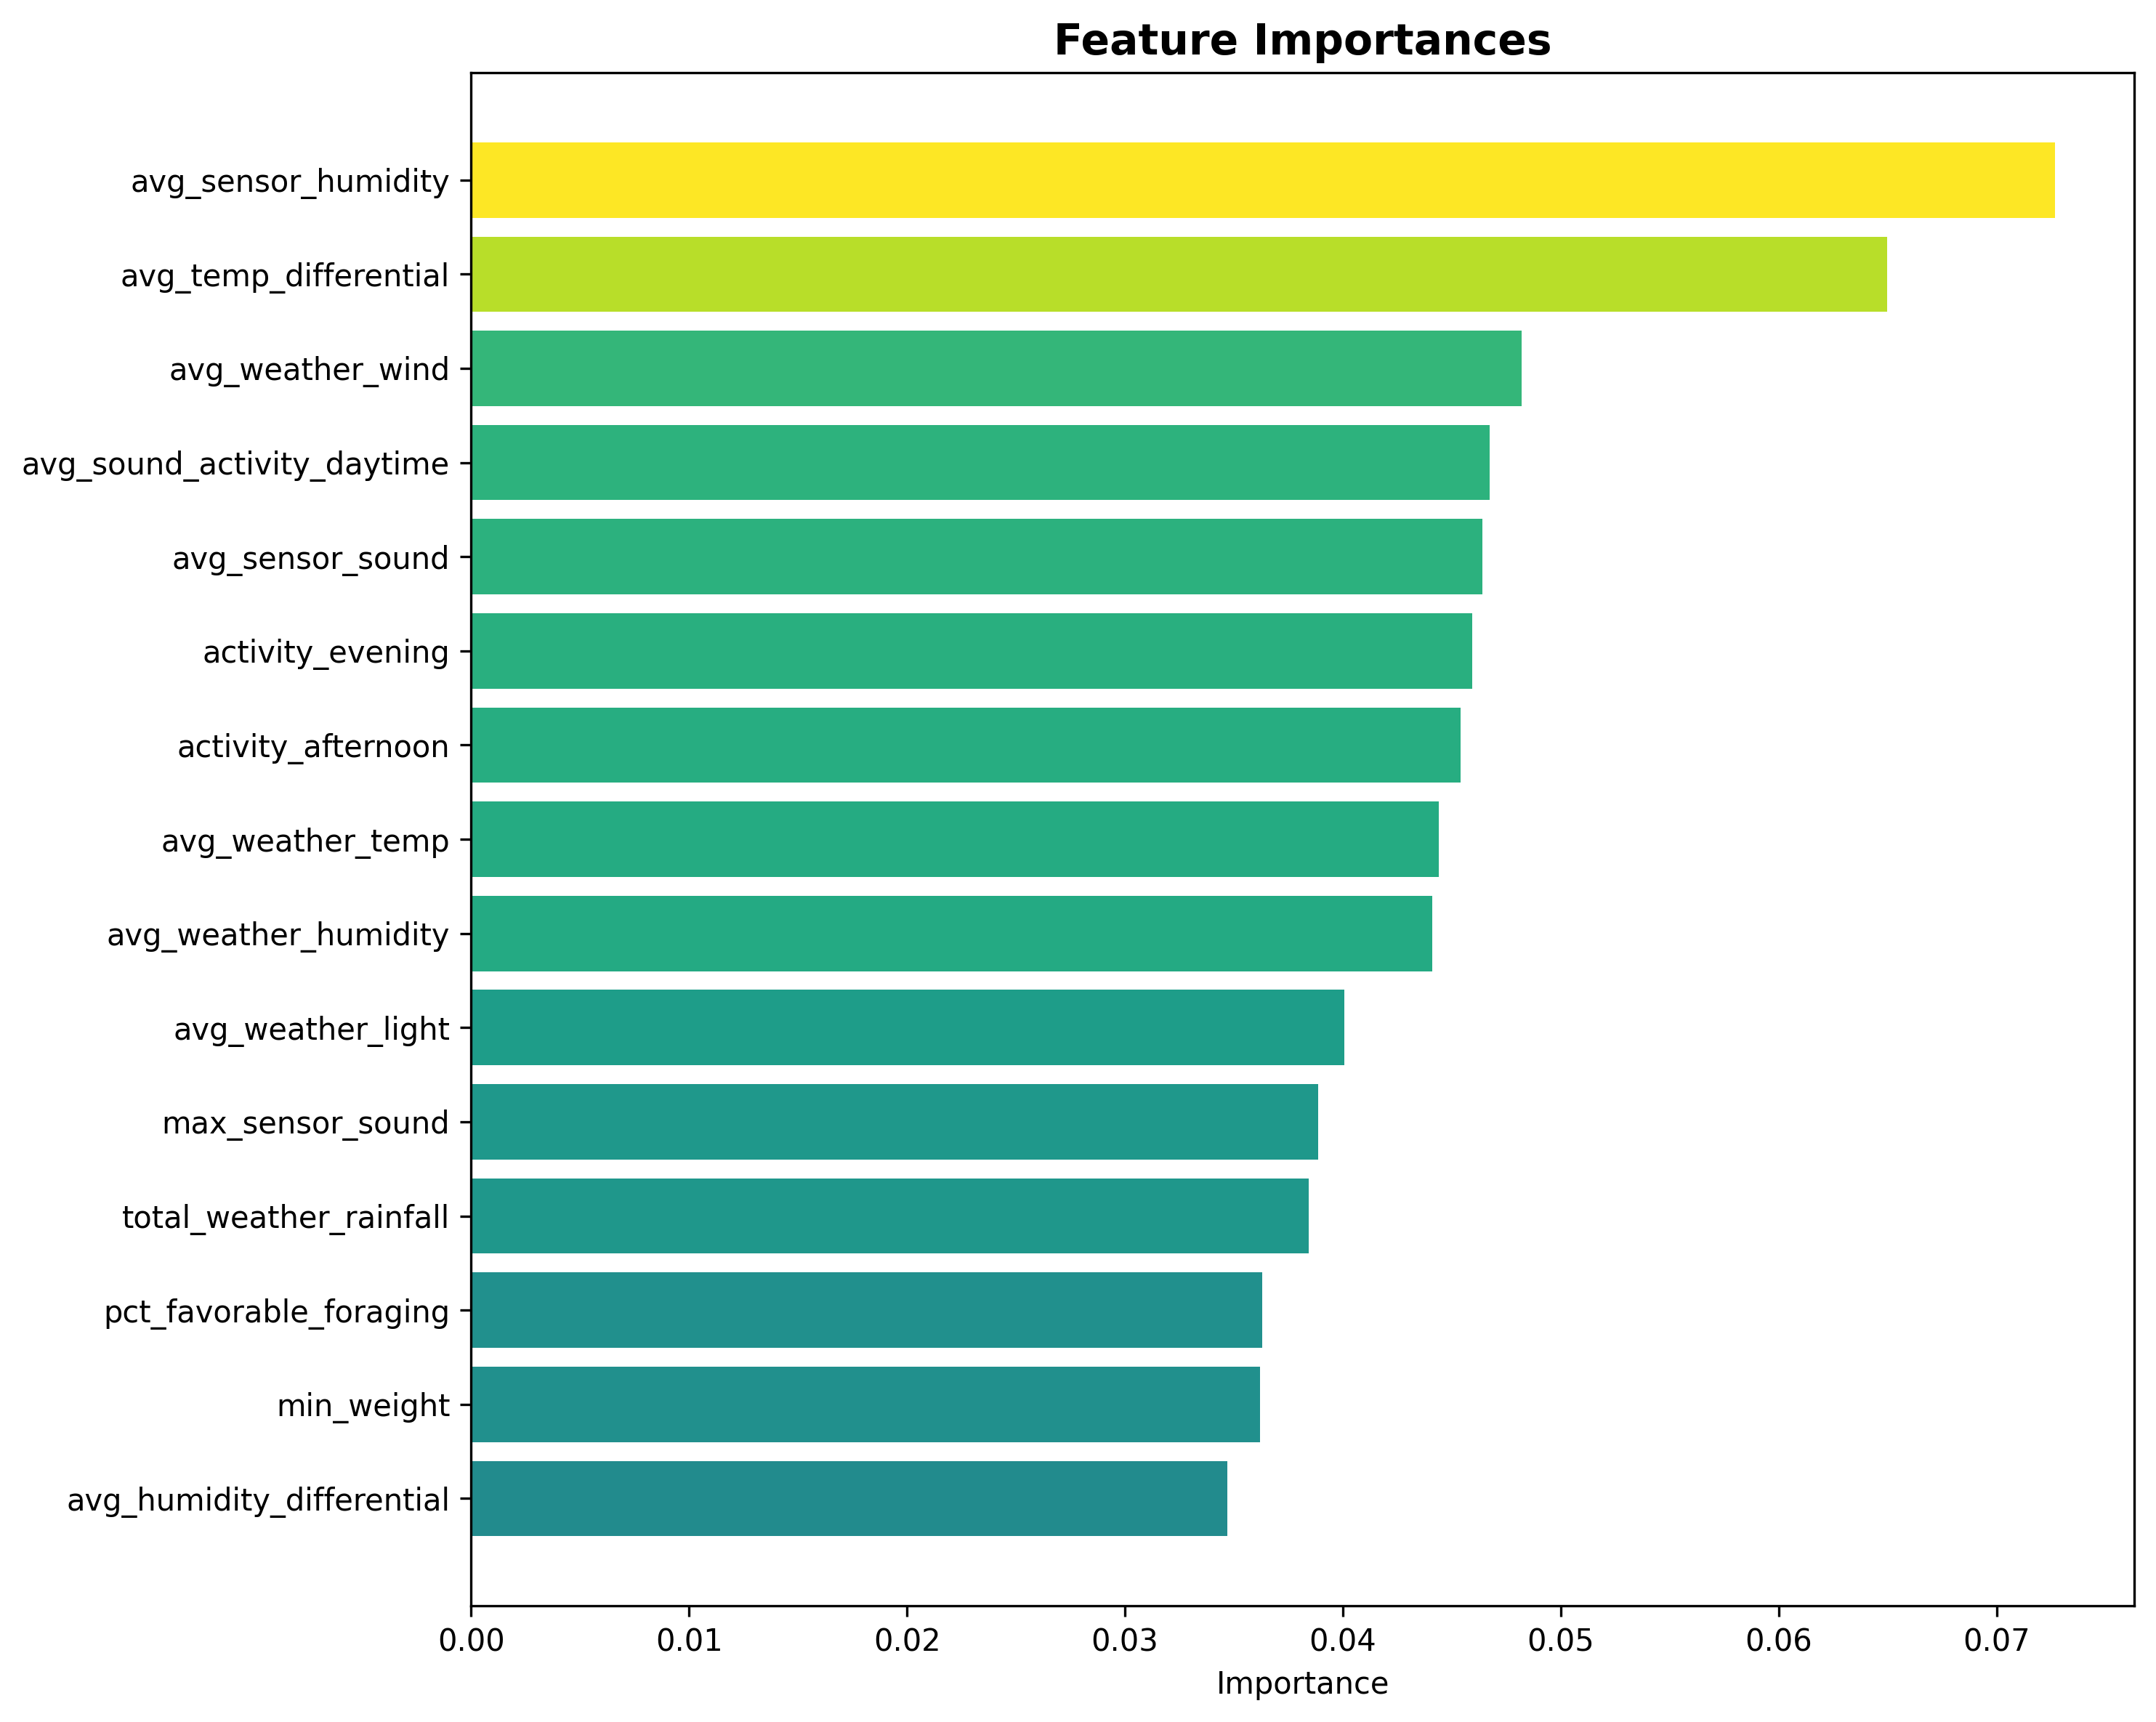 Feature Importances
avg_sensor_humidity
avg_temp_differential
avg_weather_wind
avg_sound_activity_daytime
avg_sensor_sound
activity_evening
activity_afternoon
avg_weather_temp
avg_weather_humidity
avg_weather_light
max_sensor_sound
total_weather_rainfall
pct_favorable_foraging
min_weight
avg_humidity_differential
0.00 0.01 0.02 0.03 0.04 0.05 0.06 0.07
Importance